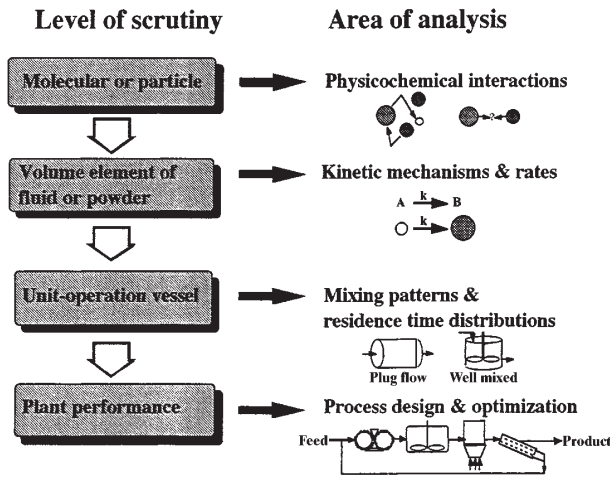 Level of scrutiny
Area of analysis
Molecular or particle
Physicochemical interactions
?
Volume element of
fluid or powder
Kinetic mechanisms & rates
A k B
k
Unit-operation vessel
Mixing patterns &
residence time distributions
Plug flow
Well mixed
Plant performance
Process design & optimization
Feed
Product